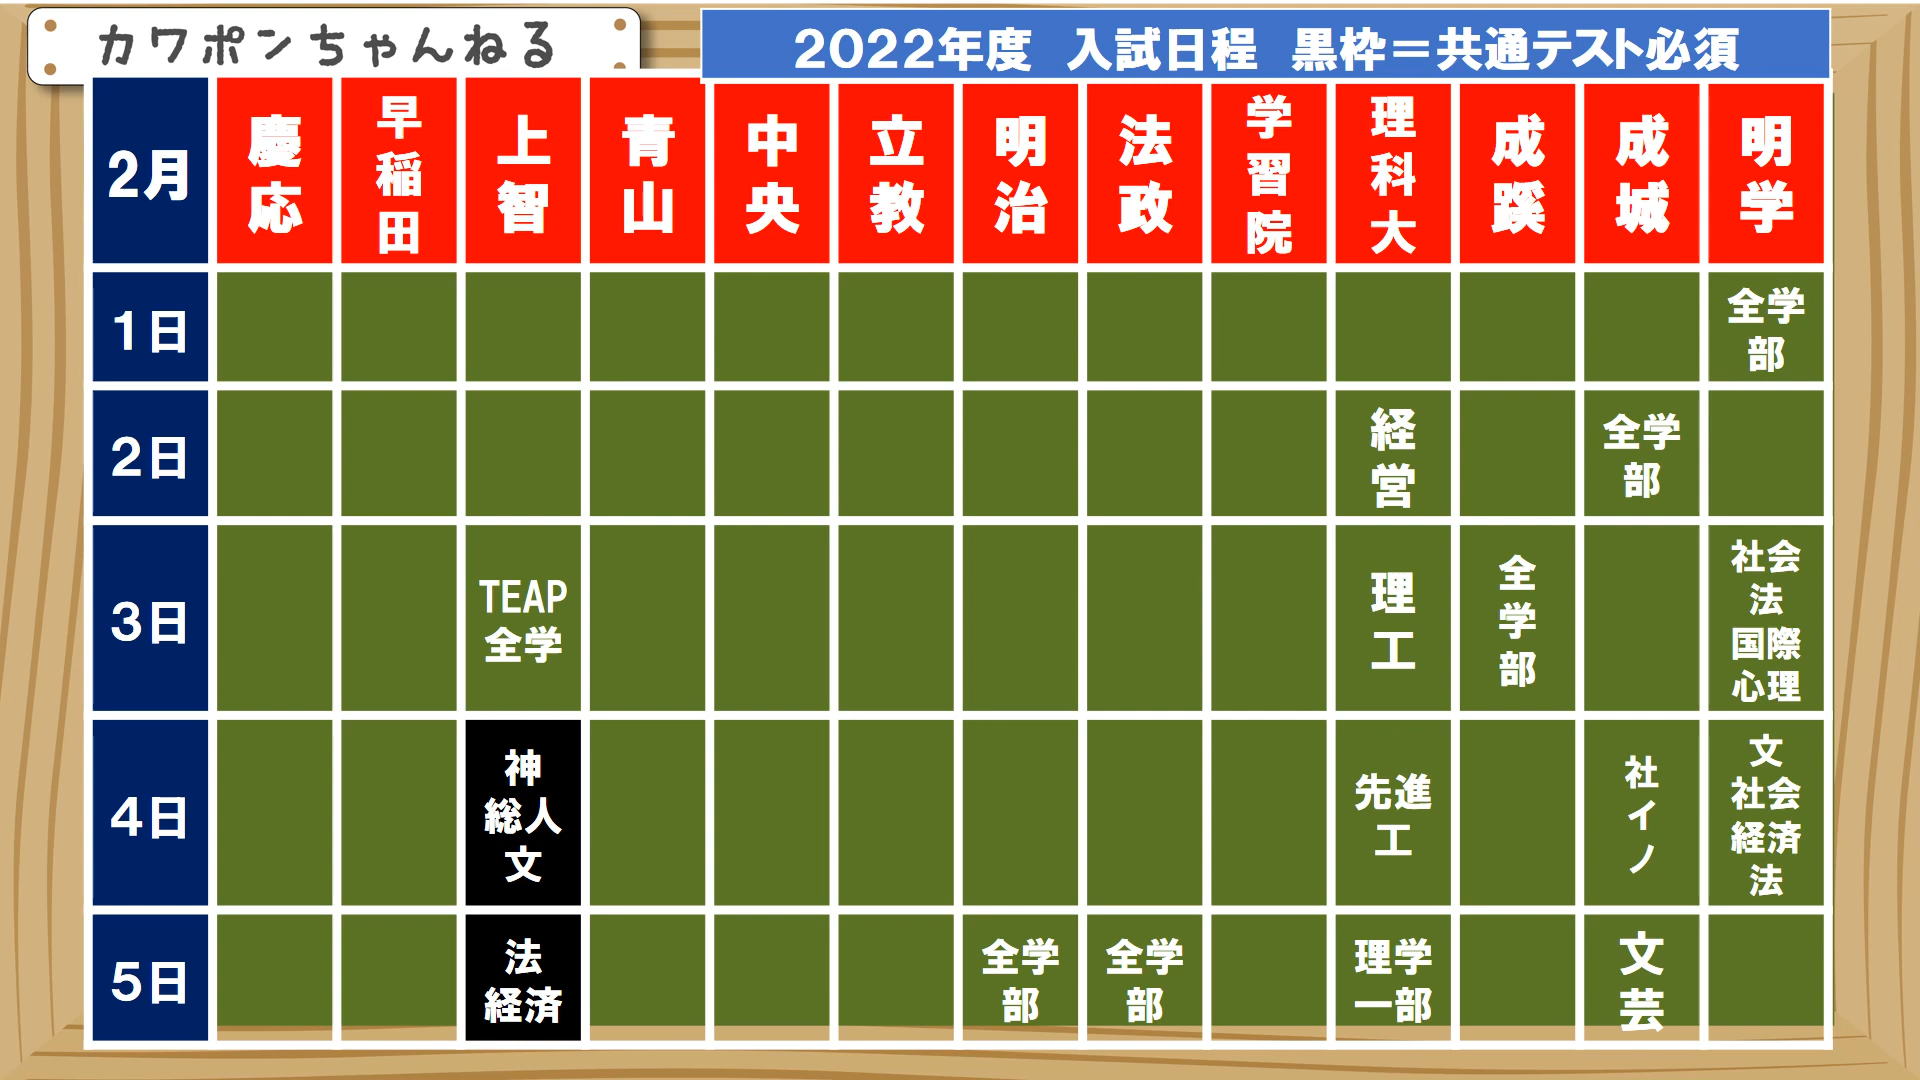 カワポンちゃんねる
2022年度 入試日程 黒枠＝共通テスト必須
2月
慶応
早稲田
上智
青山
中央
立教
明治
法政
学習院
理科大
成蹊
成城
明学
1日
全学
部
2日
経
営
全学
部
3日
TEAP
全学
理
工
全
学
部
社会
法
国際
心理
4日
神
総人
文
先進
工
社
イ
ノ
文
社会
経済
法
5日
法
経済
全学
部
全学
部
理学
一部
文
芸